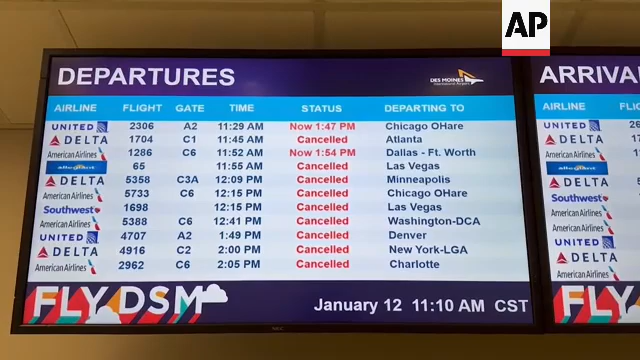 AP
DEPARTURES
DES MOINES
International Airport
AIRLINE FLIGHT GATE TIME STATUS DEPARTING TO
UNITED 2306 A2 11:29 AM Now 1:47 PM Chicago OHare
DELTA 1704 C1 11:45 AM Cancelled Atlanta
American Airlines 1286 C6 11:52 AM Now 1:54 PM Dallas - Ft. Worth
allegiant 65 11:55 AM Cancelled Las Vegas
DELTA 5358 C3A 12:09 PM Cancelled Minneapolis
American Airlines 5733 C6 12:15 PM Cancelled Chicago OHare
Southwest 1698 12:15 PM Cancelled Las Vegas
American Airlines 5388 C6 12:41 PM Cancelled Washington-DCA
UNITED 4707 A2 1:49 PM Cancelled Denver
DELTA 4916 C2 2:00 PM Cancelled New York-LGA
American Airlines 2962 C6 2:05 PM Cancelled Charlotte
FLY DSM January 12 11:10 AM CST
NEC
ARRIVA
AIRLINE FLIGHT
UNITED
DELTA
American Airlines
allegiant
DELTA
Southwest
American Airlines
American Airlines
UNITED
DELTA
American Airlines
FLY